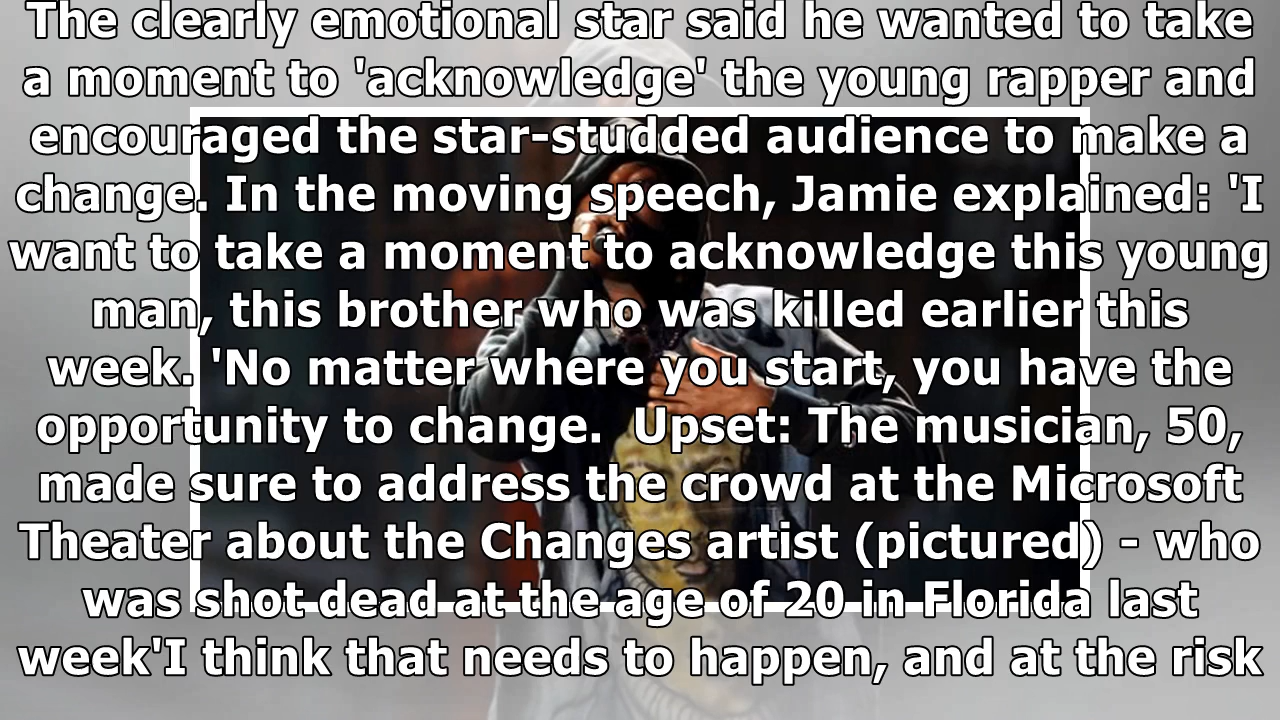 The clearly emotional star said he wanted to take
a moment to 'acknowledge' the young rapper and
encouraged the star-studded audience to make a
change. In the moving speech, Jamie explained: 'I
want to take a moment to acknowledge this young
man, this brother who was killed earlier this
week. 'No matter where you start, you have the
opportunity to change.  Upset: The musician, 50,
made sure to address the crowd at the Microsoft
Theater about the Changes artist (pictured) - who
was shot dead at the age of 20 in Florida last
week'I think that needs to happen, and at the risk